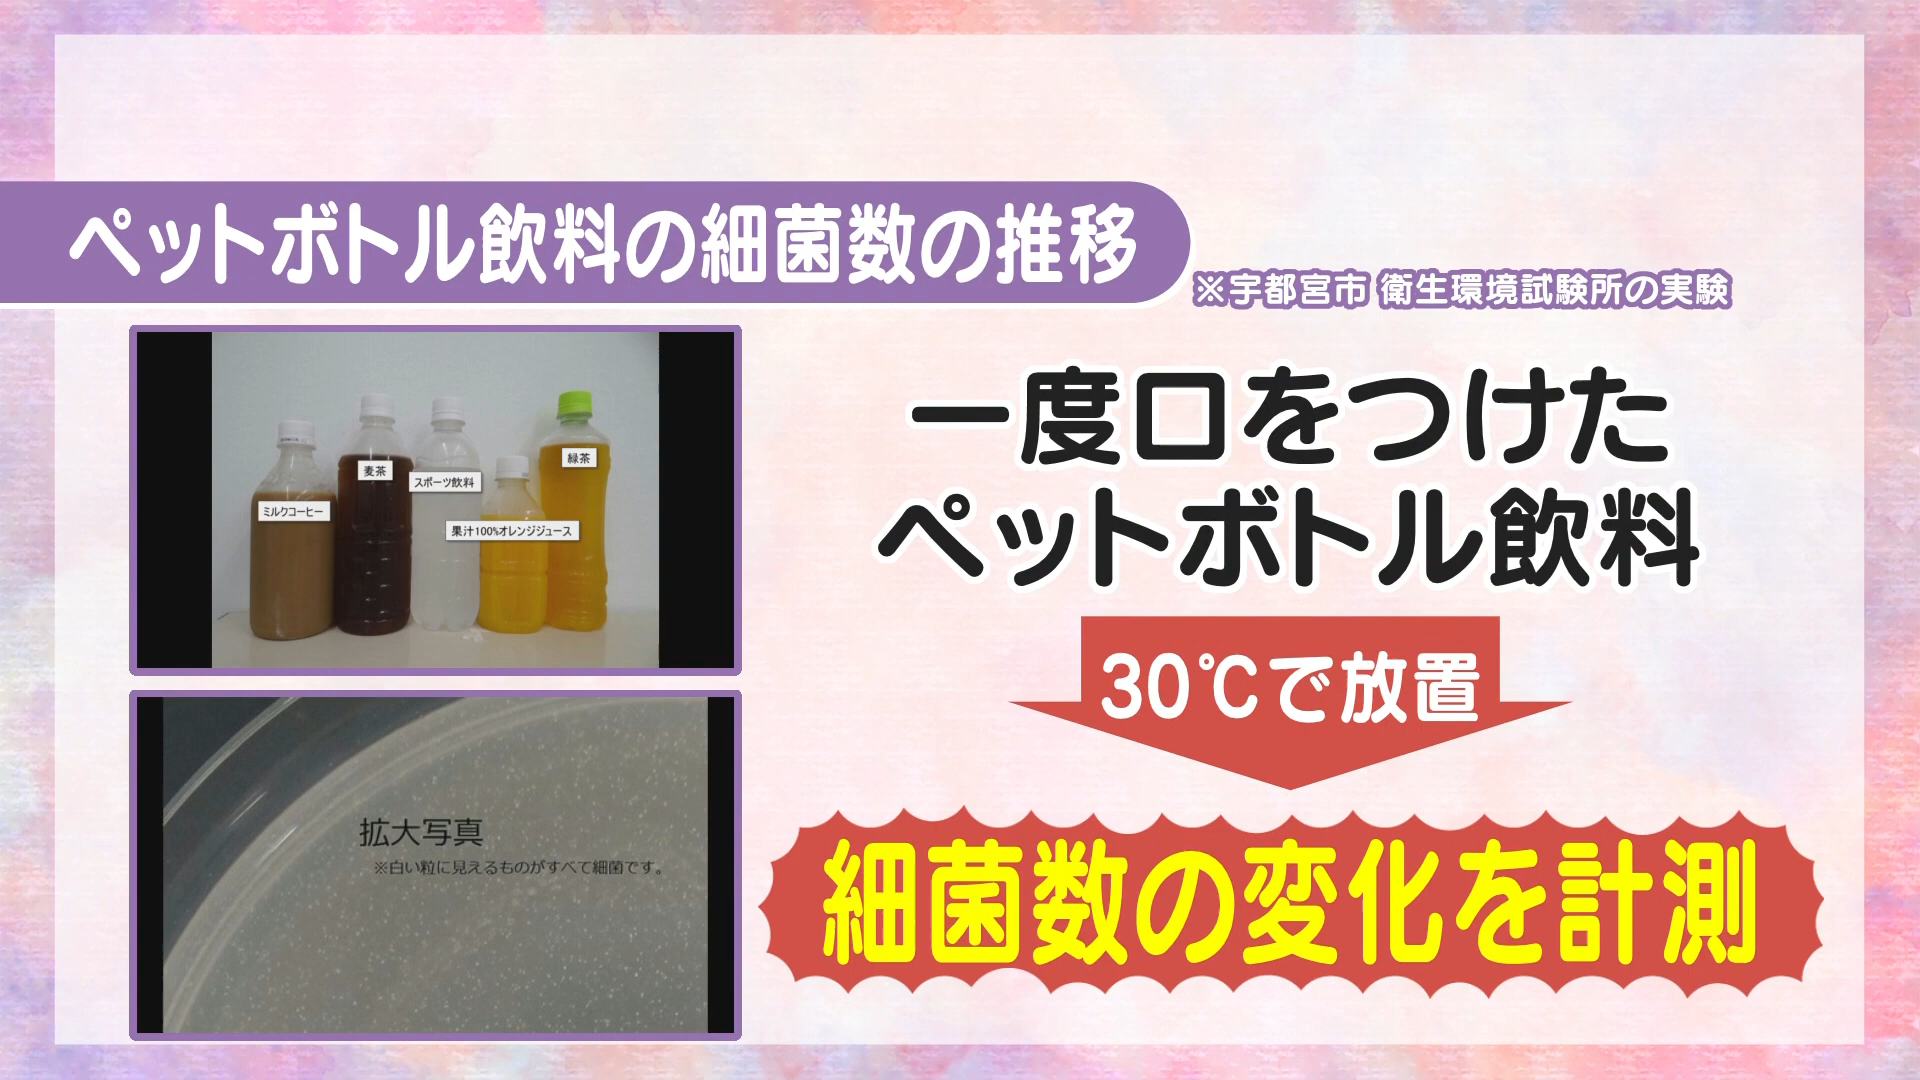 ペットボトル飲料の細菌数の推移
※宇都宮市 衛生環境試験所の実験
ミルクコーヒー
麦茶
スポーツ飲料
果汁100%オレンジジュース
緑茶
拡大写真
※白い粒に見えるものがすべて細菌です。
一度口をつけた
ペットボトル飲料
30℃で放置
細菌数の変化を計測